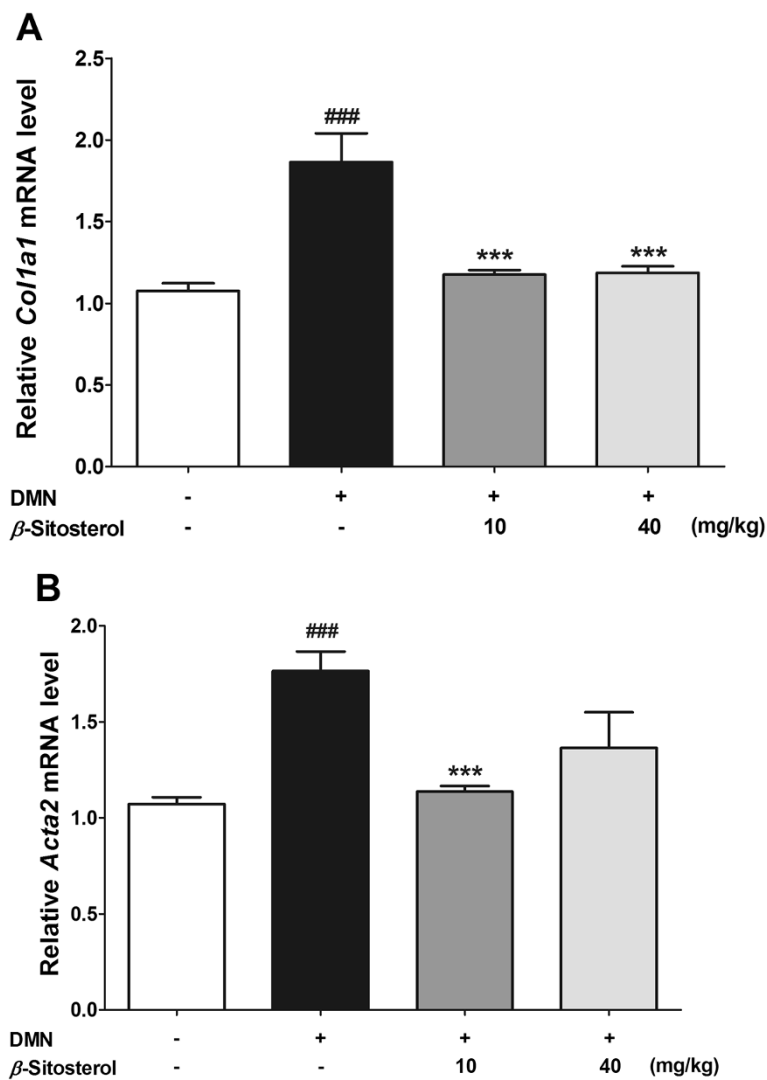 A
Relative Col1a1 mRNA level
2.5
2.0
1.5
1.0
0.5
0.0
###
***
***
DMN - + + +
β-Sitosterol - - 10 40 (mg/kg)
B
Relative Acta2 mRNA level
2.0
1.5
1.0
0.5
0.0
###
***
DMN - + + +
β-Sitosterol - - 10 40 (mg/kg)